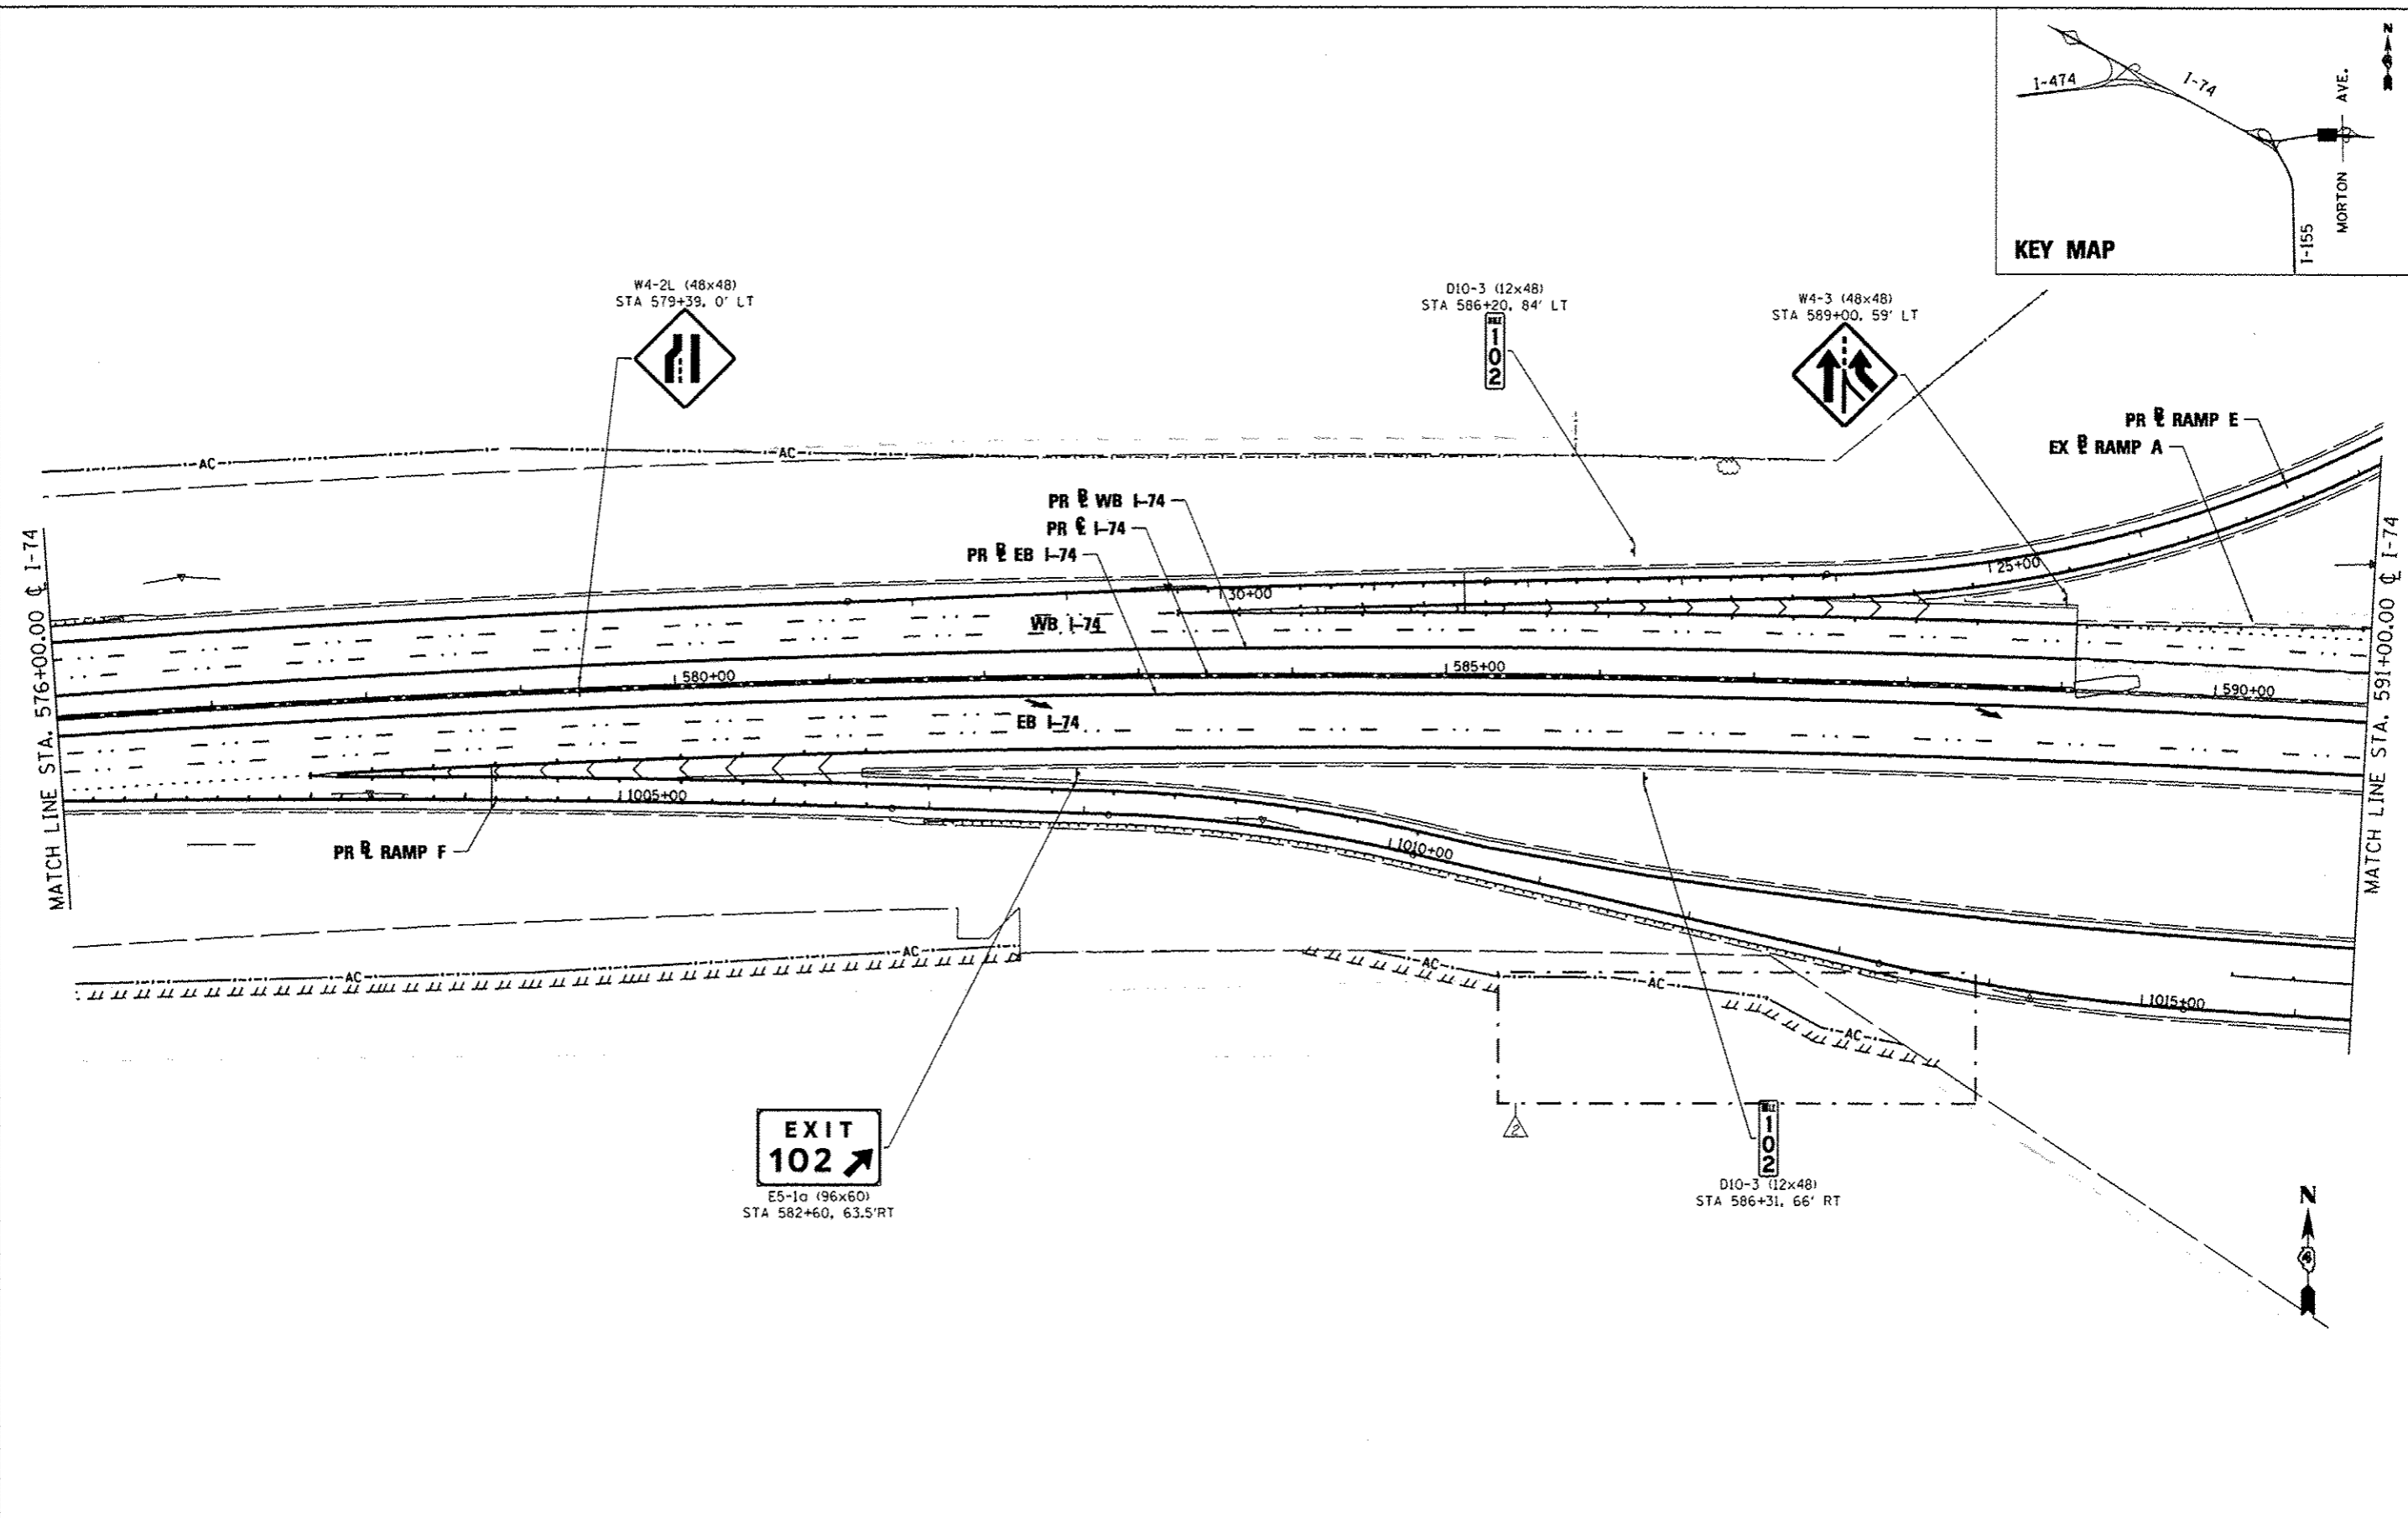 N
I-474
I-74
AVE.
MORTON
I-155
KEY MAP
W4-2L (48x48)
STA 579+39, 0' LT
D10-3 (12x48)
STA 586+20, 84' LT
MILE
1
0
2
W4-3 (48x48)
STA 589+00, 59' LT
PR ⅊ RAMP E
EX ⅊ RAMP A
AC
AC
PR ⅊ WB I-74
PR ℄ I-74
PR ⅊ EB I-74
MATCH LINE STA. 576+00.00 ℄ I-74
MATCH LINE STA. 591+00.00 ℄ I-74
125+00
130+00
WB I-74
580+00
585+00
590+00
EB I-74
1005+00
PR ⅊ RAMP F
1010+00
1015+00
AC
AC
AC
AC
AC
2
EXIT
102
E5-1a (96x60)
STA 582+60, 63.5'RT
MILE
1
0
2
D10-3 (12x48)
STA 586+31, 66' RT
N